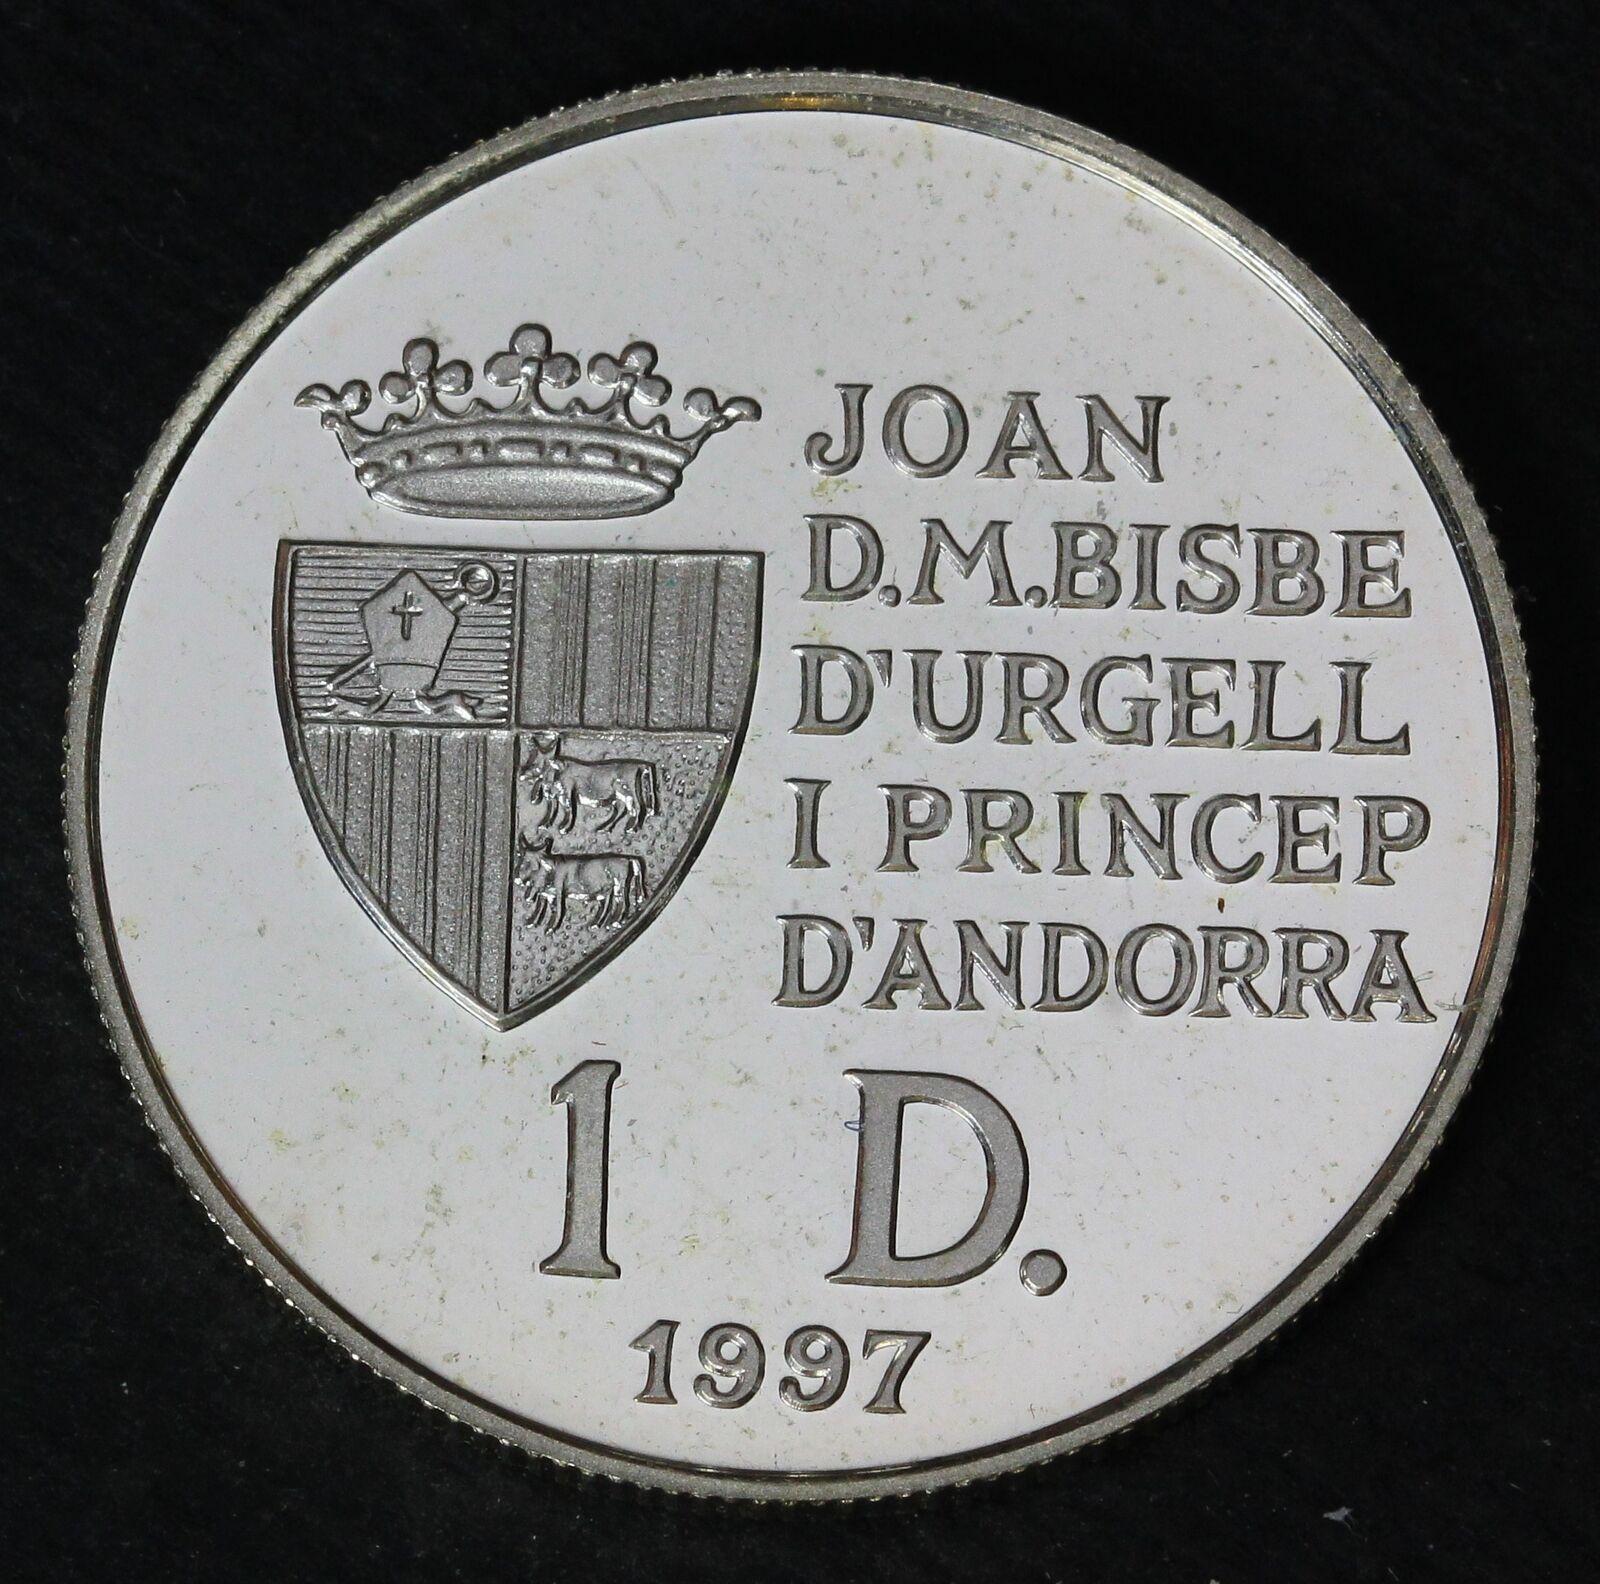 JOAN
D.M.BISBE
D'URGELL
I PRINCEP
D'ANDORRA
1 D.
1997